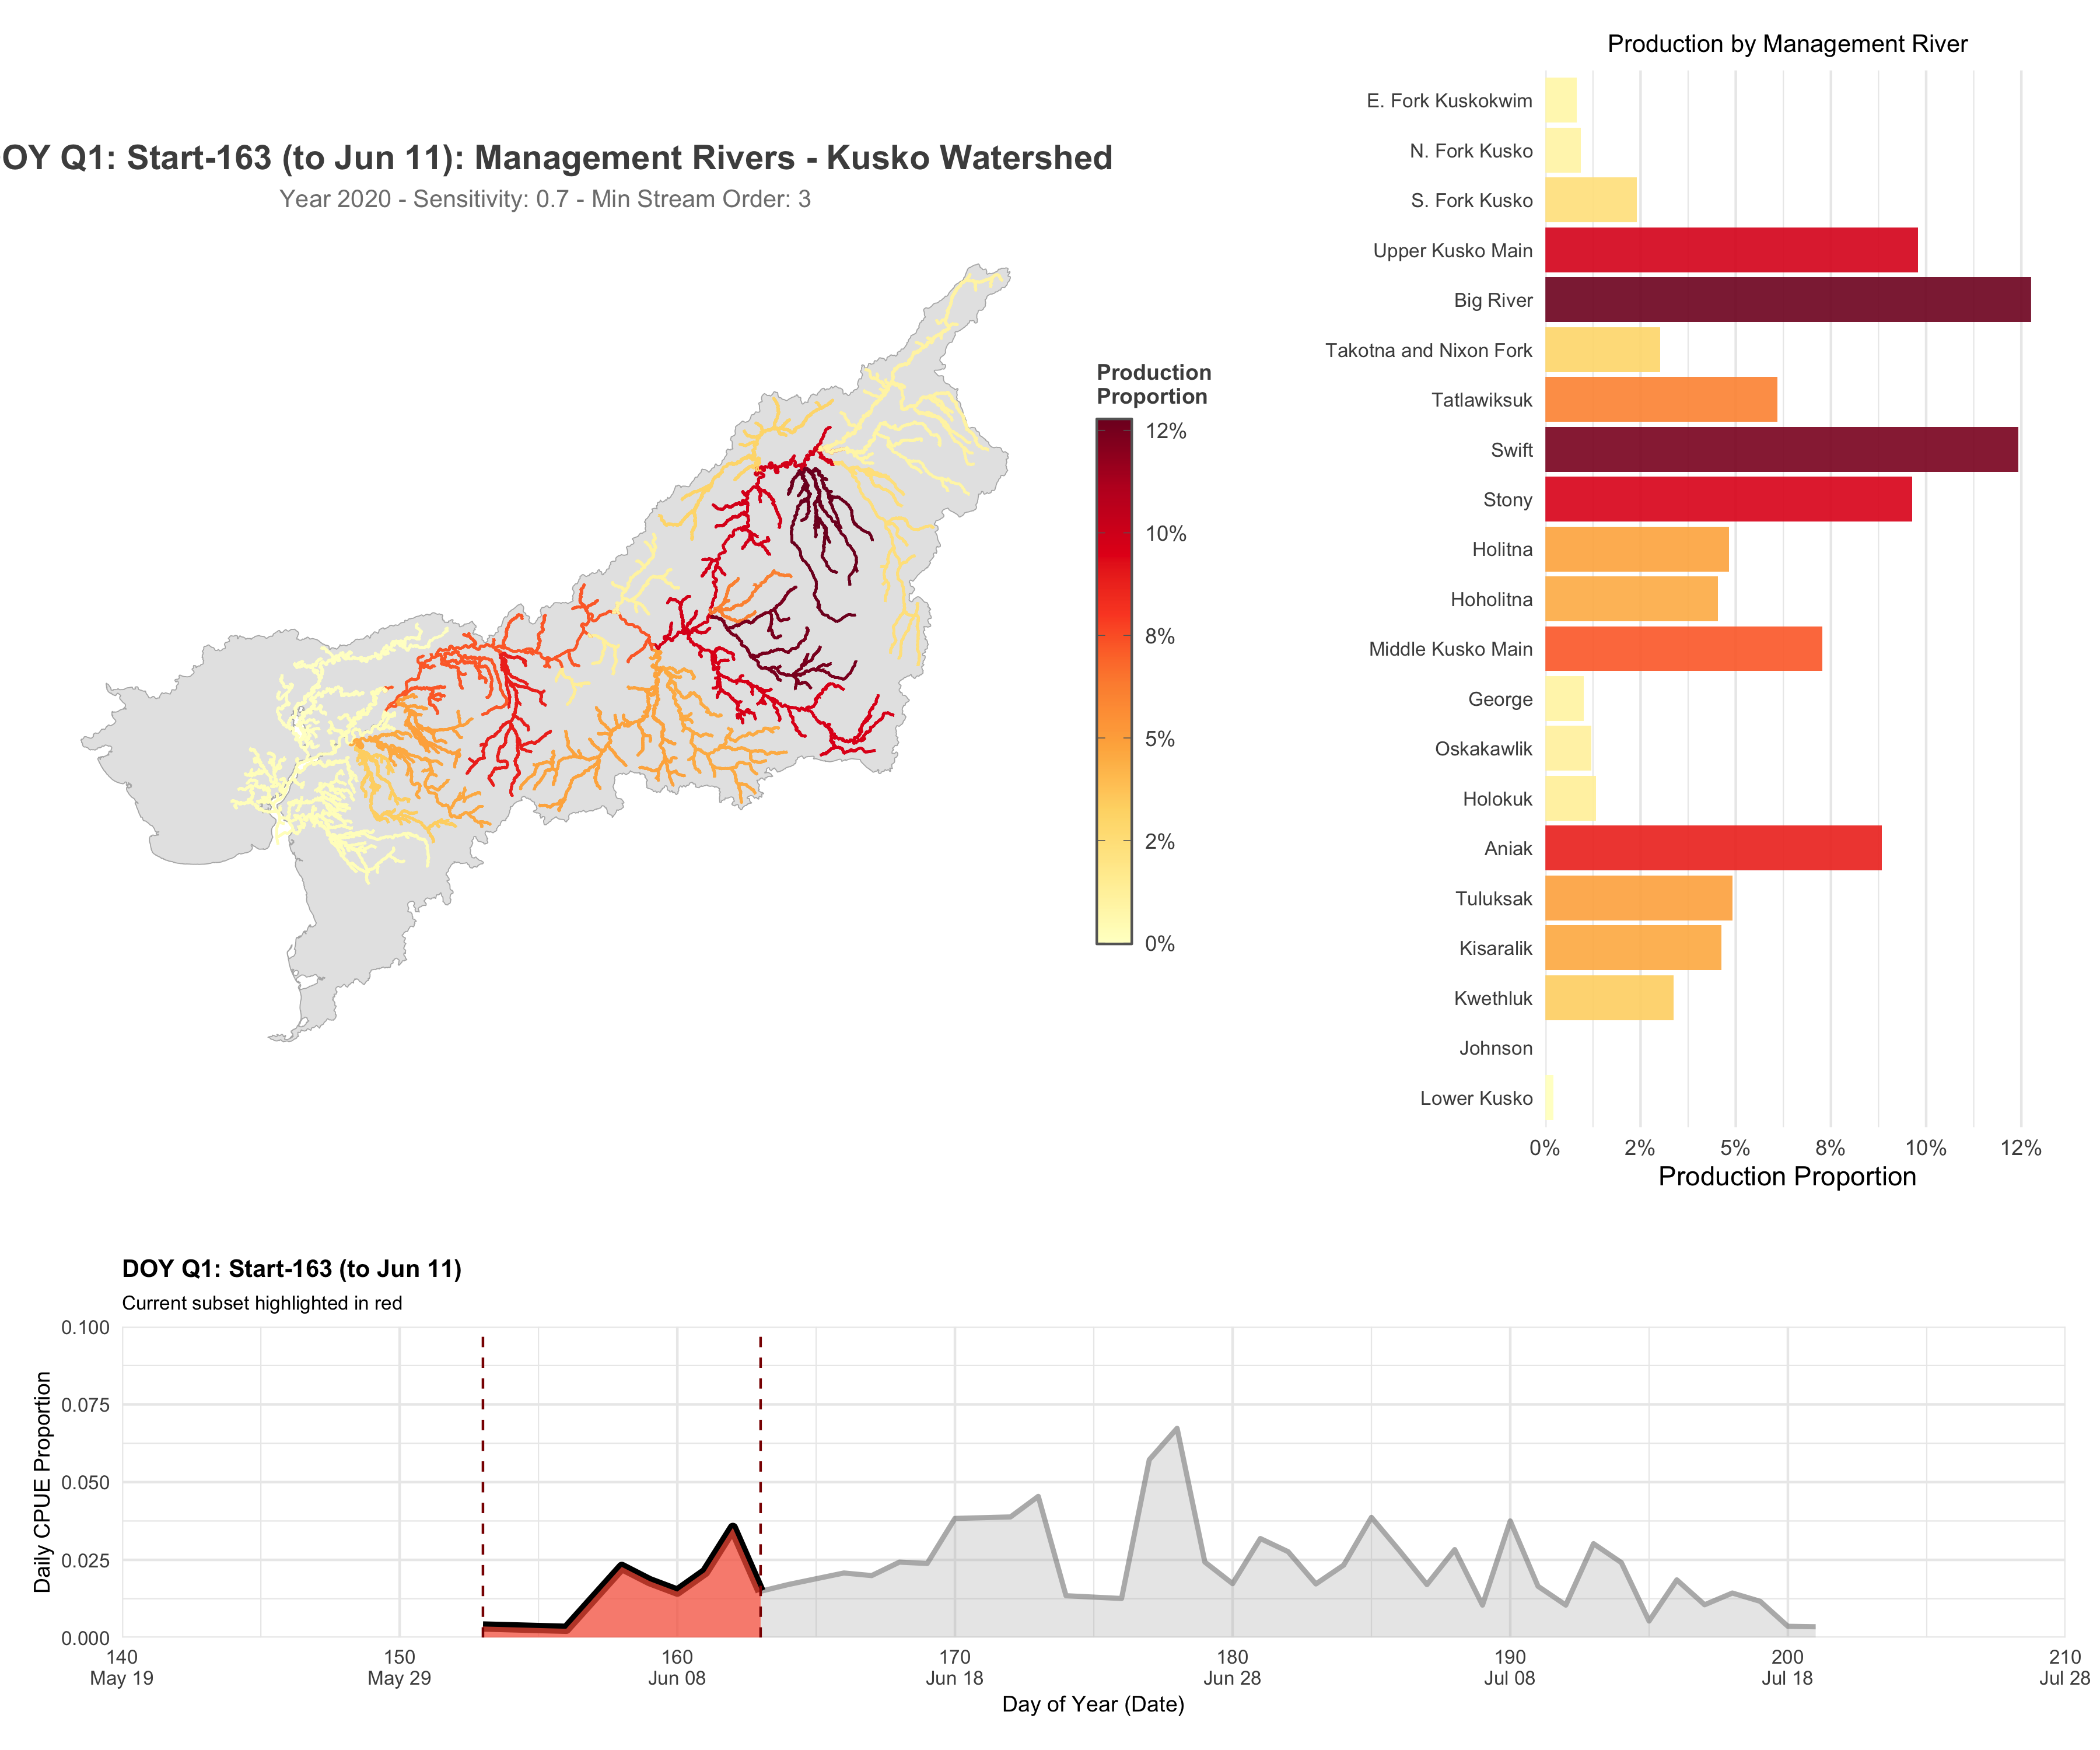 OY Q1: Start-163 (to Jun 11): Management Rivers - Kusko Watershed
Year 2020 - Sensitivity: 0.7 - Min Stream Order: 3
Production
Proportion
12%
10%
8%
5%
2%
0%
Production by Management River
E. Fork Kuskokwim
N. Fork Kusko
S. Fork Kusko
Upper Kusko Main
Big River
Takotna and Nixon Fork
Tatlawiksuk
Swift
Stony
Holitna
Hoholitna
Middle Kusko Main
George
Oskakawlik
Holokuk
Aniak
Tuluksak
Kisaralik
Kwethluk
Johnson
Lower Kusko
0% 2% 5% 8% 10% 12%
Production Proportion
DOY Q1: Start-163 (to Jun 11)
Current subset highlighted in red
Daily CPUE Proportion
0.100
0.075
0.050
0.025
0.000
140 150 160 170 180 190 200 210
May 19 May 29 Jun 08 Jun 18 Jun 28 Jul 08 Jul 18 Jul 28
Day of Year (Date)